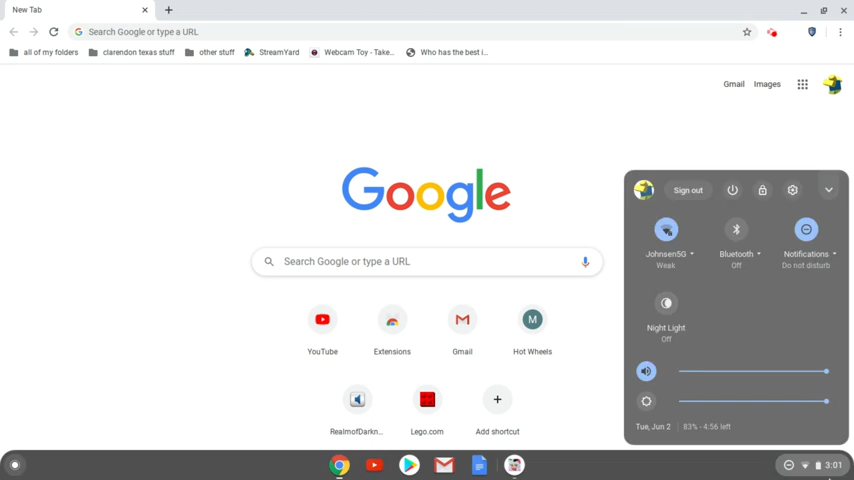 New Tab
Search Google or type a URL
all of my folders clarendon texas stuff other stuff StreamYard Webcam Toy - Take... Who has the best i...
Gmail Images
Google
Sign out
Search Google or type a URL
Johnsen5G Bluetooth Notifications
Weak Off Do not disturb
Night Light
Off
M
YouTube Extensions Gmail Hot Wheels
RealmofDarkn... Lego.com Add shortcut
Tue, Jun 2 83% - 4:56 left
3:01